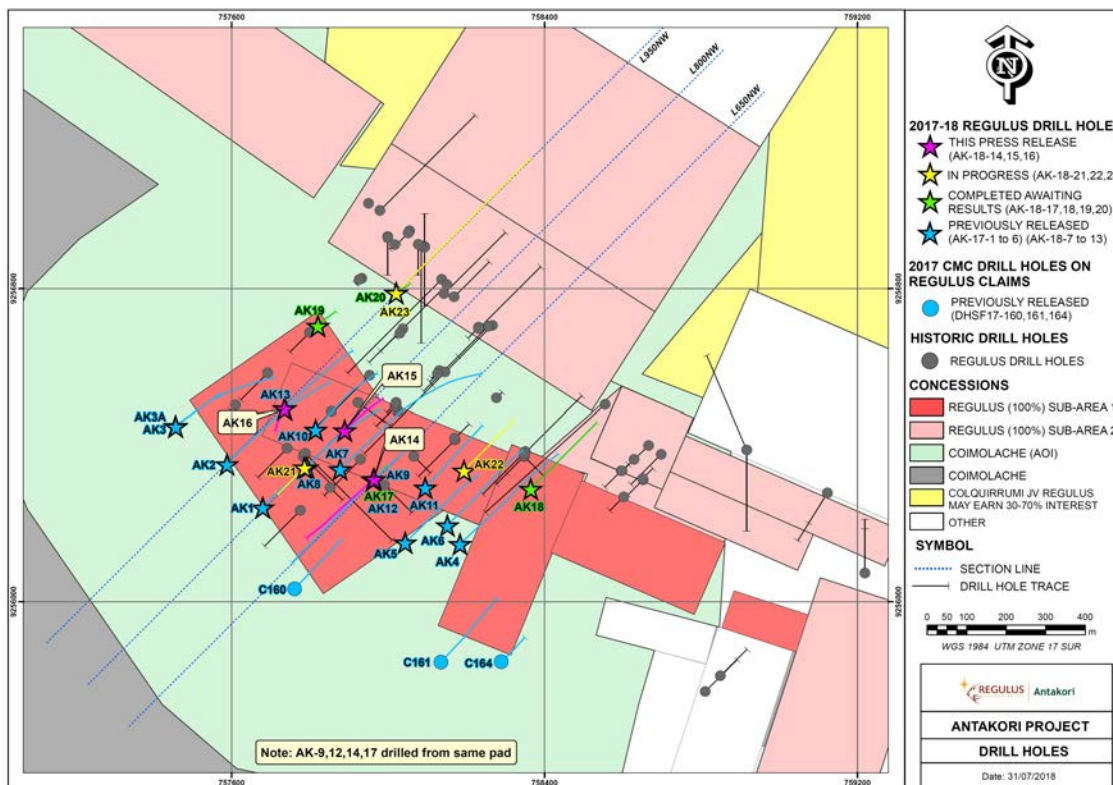 757600
758400
759200
L950NW
L800NW
L650NW
9256800
9256800
AK20
AK23
AK19
AK15
AK13
AK3A
AK3
AK16
AK10
AK14
AK2
AK7
AK21
AK8
AK9
AK22
AK17
AK12
AK11
AK18
AK1
AK6
AK5
AK4
C160
9256000
9256000
C161
C164
Note: AK-9,12,14,17 drilled from same pad
757600
758400
759200
N
2017-18 REGULUS DRILL HOLE
THIS PRESS RELEASE
(AK-18-14,15,16)
IN PROGRESS (AK-18-21,22,2
COMPLETED AWAITING
RESULTS (AK-18-17,18,19,20)
PREVIOUSLY RELEASED
(AK-17-1 to 6) (AK-18-7 to 13)
2017 CMC DRILL HOLES ON
REGULUS CLAIMS
PREVIOUSLY RELEASED
(DHSF17-160,161,164)
HISTORIC DRILL HOLES
REGULUS DRILL HOLES
CONCESSIONS
REGULUS (100%) SUB-AREA 1
REGULUS (100%) SUB-AREA 2
COIMOLACHE (AOI)
COIMOLACHE
COLQUIRRUMI JV REGULUS
MAY EARN 30-70% INTEREST
OTHER
SYMBOL
SECTION LINE
DRILL HOLE TRACE
0 50 100 200 300 400
m
WGS 1984 UTM ZONE 17 SUR
REGULUS Antakori
ANTAKORI PROJECT
DRILL HOLES
Date: 31/07/2018